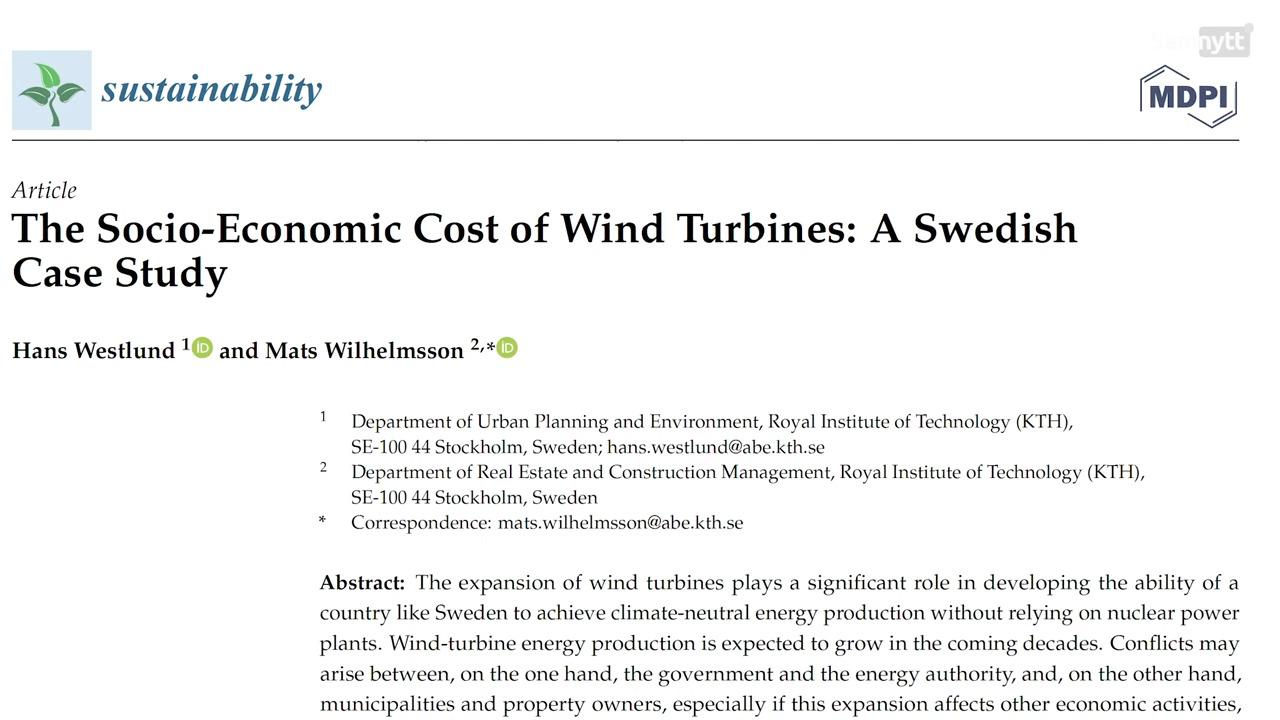 Samnytt
sustainability
MDPI
Article
The Socio-Economic Cost of Wind Turbines: A Swedish
Case Study
Hans Westlund 1 iD and Mats Wilhelmsson 2,* iD
1 Department of Urban Planning and Environment, Royal Institute of Technology (KTH),
SE-100 44 Stockholm, Sweden; hans.westlund@abe.kth.se
2 Department of Real Estate and Construction Management, Royal Institute of Technology (KTH),
SE-100 44 Stockholm, Sweden
* Correspondence: mats.wilhelmsson@abe.kth.se
Abstract: The expansion of wind turbines plays a significant role in developing the ability of a
country like Sweden to achieve climate-neutral energy production without relying on nuclear power
plants. Wind-turbine energy production is expected to grow in the coming decades. Conflicts may
arise between, on the one hand, the government and the energy authority, and, on the other hand,
municipalities and property owners, especially if this expansion affects other economic activities,